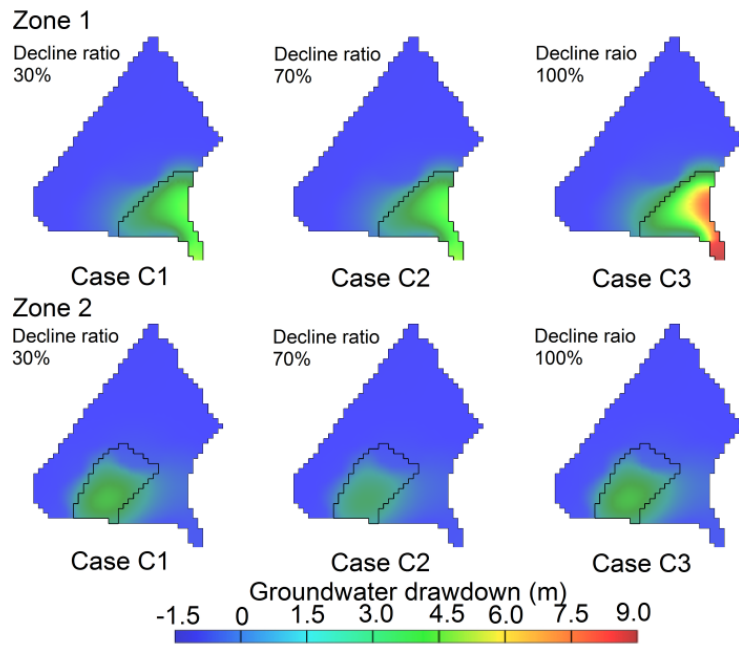 Zone 1
Decline ratio
30%
Decline ratio
70%
Decline raio
100%
Case C1
Case C2
Case C3
Zone 2
Decline ratio
30%
Decline ratio
70%
Decline raio
100%
Case C1
Case C2
Case C3
Groundwater drawdown (m)
-1.5 0 1.5 3.0 4.5 6.0 7.5 9.0